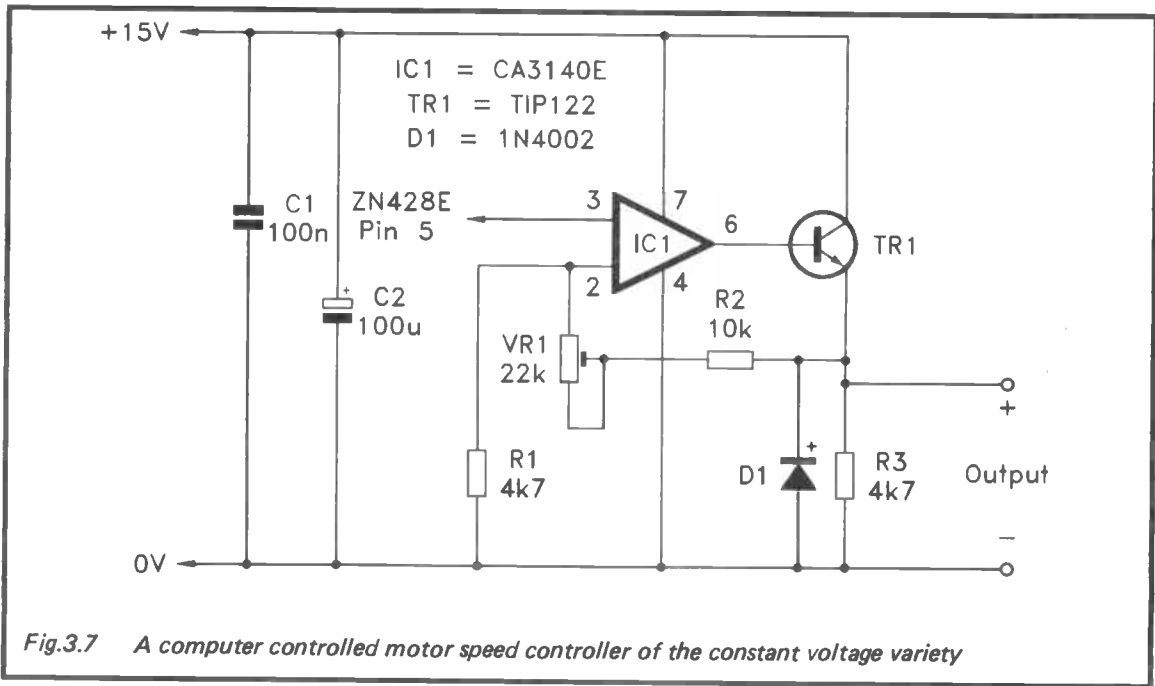 +15V
IC1 = CA3140E
TR1 = TIP122
D1 = 1N4002
C1
100n
ZN428E
Pin 5
3
7
6
IC1
TR1
2
4
+
C2
100u
R2
10k
VR1
22k
+
R1
4k7
D1
+
R3
4k7
Output
−
0V
Fig.3.7 A computer controlled motor speed controller of the constant voltage variety